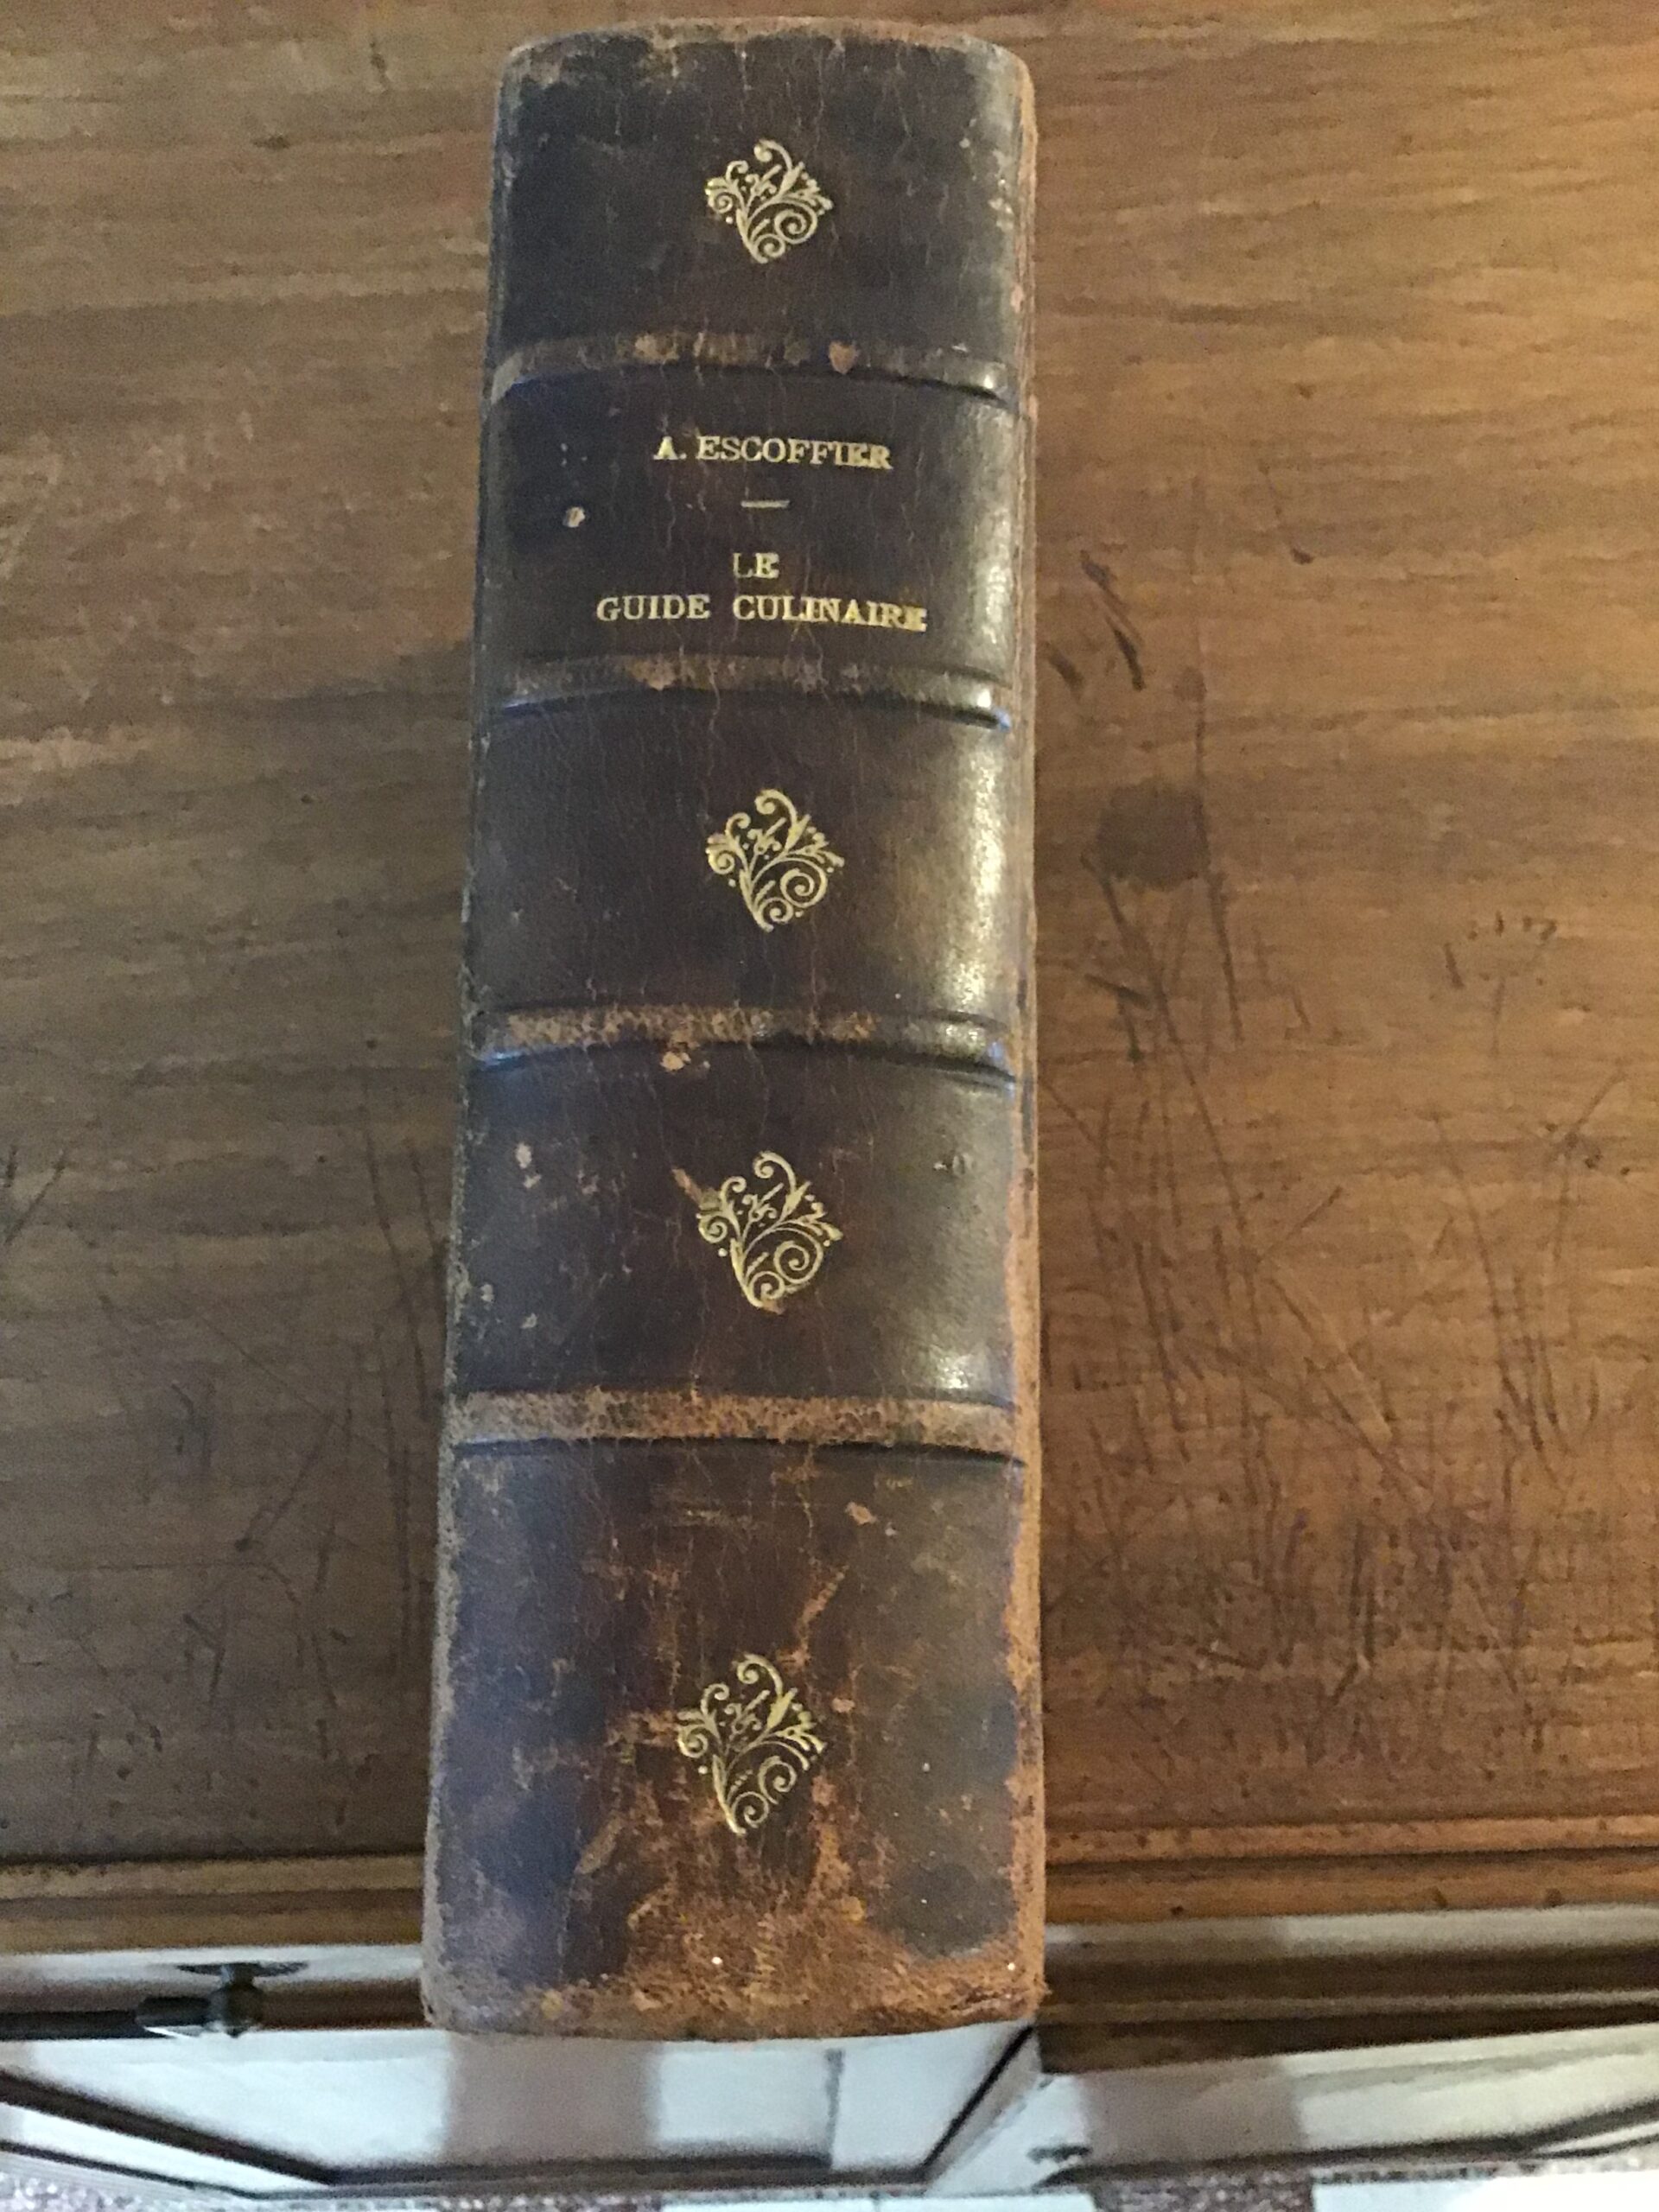 A. ESCOFFIER
LE
GUIDE CULINAIRE